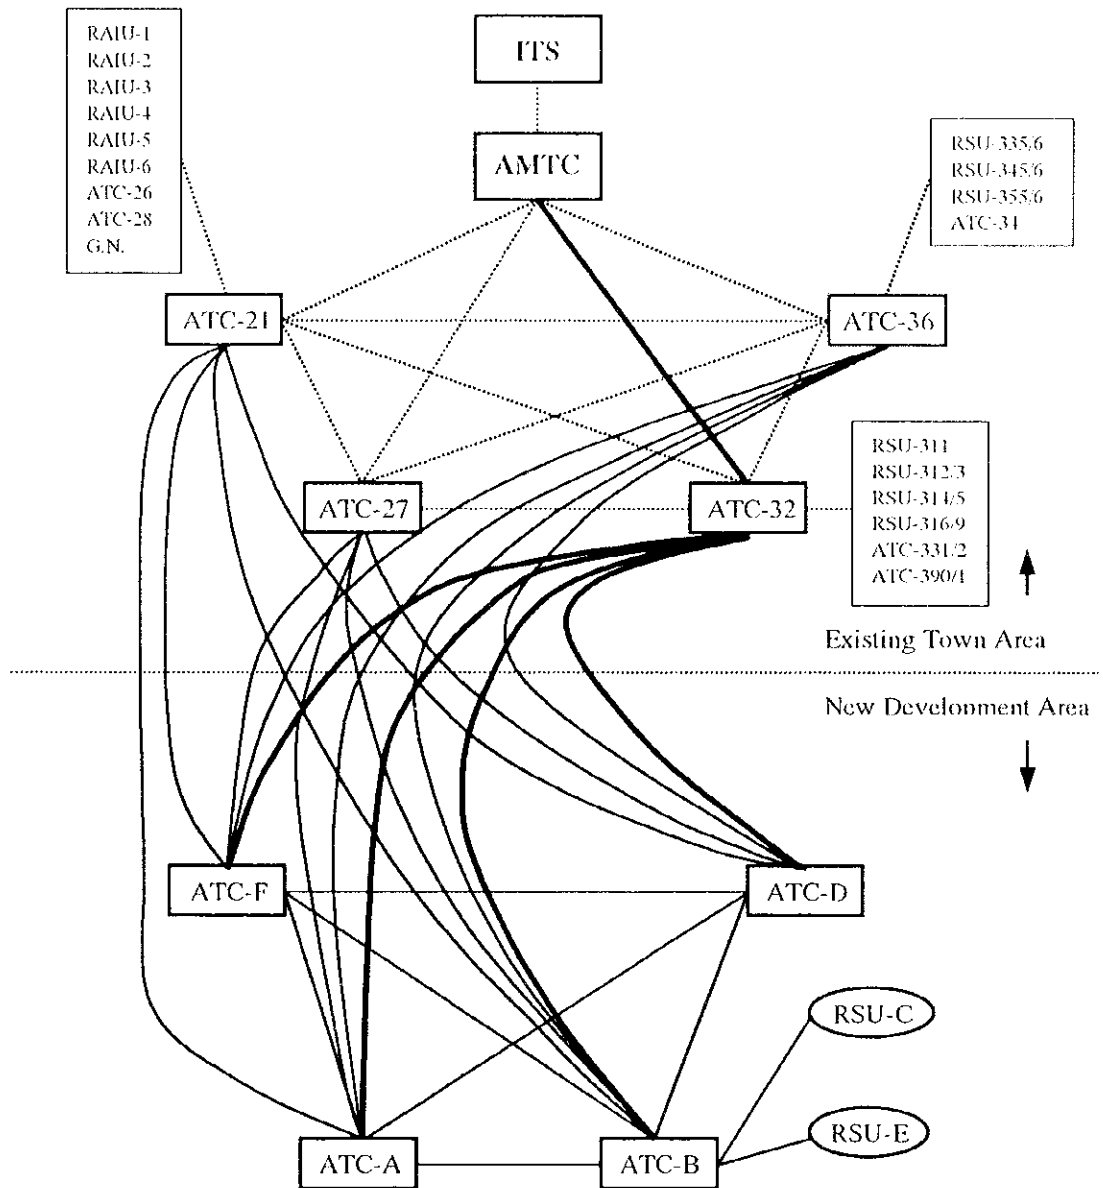 RAIU-1
RAIU-2
RAIU-3
RAIU-4
RAIU-5
RAIU-6
ATC-26
ATC-28
G.N.
ITS
AMTC
RSU-335/6
RSU-345/6
RSU-355/6
ATC-34
ATC-21
ATC-36
ATC-27
ATC-32
RSU-311
RSU-312/3
RSU-314/5
RSU-316/9
ATC-331/2
ATC-390/1
Existing Town Area
New Development Area
ATC-F
ATC-D
RSU-C
RSU-E
ATC-A
ATC-B